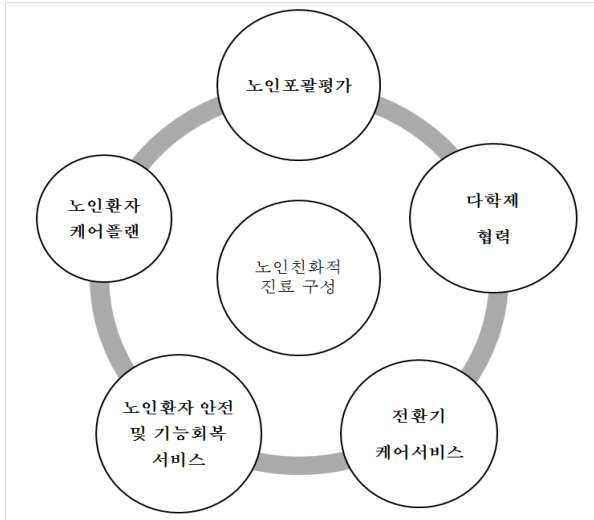 노인포괄평가
다학제
협력
전환기
케어서비스
노인환자 안전
및 기능회복
서비스
노인환자
케어플랜
노인친화적
진료 구성